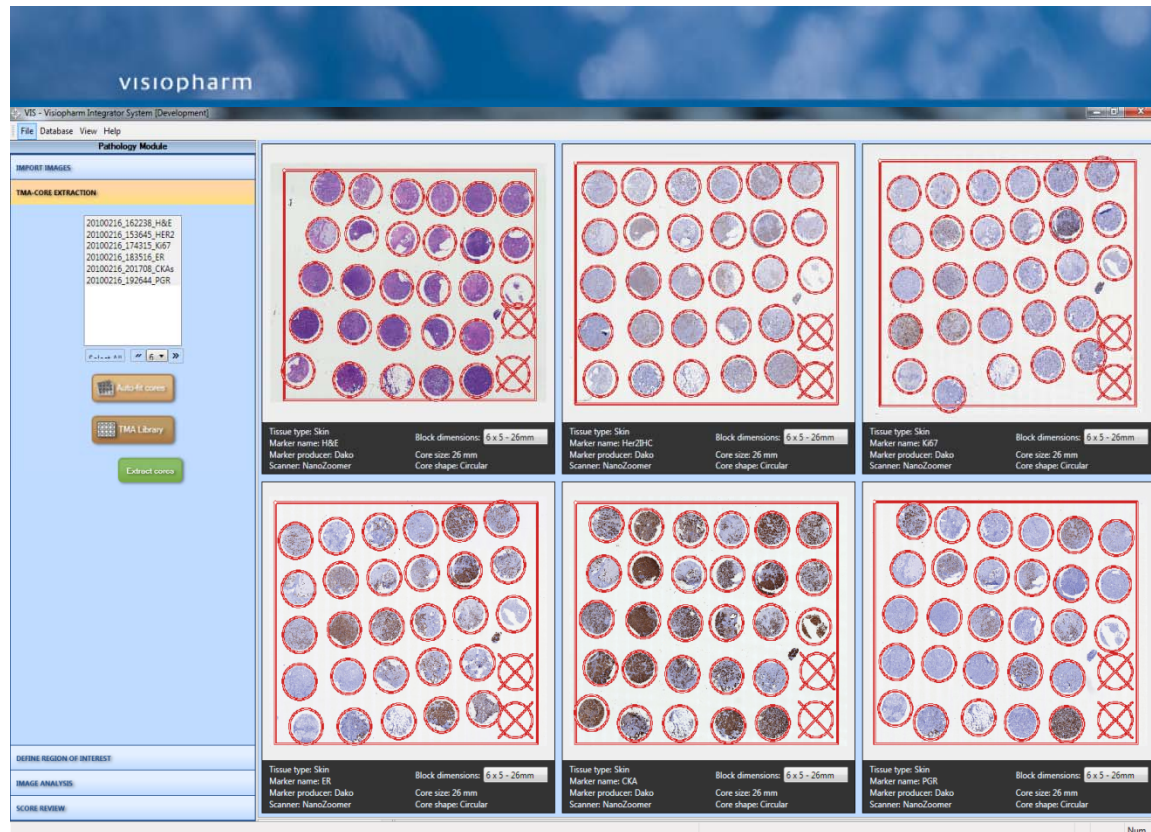 visiopharm
VIS - Visiopharm Integrator System [Development]
File Database View Help
Pathology Module
IMPORT IMAGES
TMA-CORE EXTRACTION
20100216_162238_H&E
20100216_153645_HER2
20100216_174315_Ki67
20100216_183516_ER
20100216_201708_CKAs
20100216_192644_PGR
6
Auto-fit cores
TMA Library
Extract cores
DEFINE REGION OF INTEREST
IMAGE ANALYSIS
SCORE REVIEW
Tissue type: Skin
Marker name: H&E
Marker producer: Dako
Scanner: NanoZoomer
Block dimensions: 6 x 5 - 26mm
Core size: 26 mm
Core shape: Circular
Tissue type: Skin
Marker name: Her2IHC
Marker producer: Dako
Scanner: NanoZoomer
Block dimensions: 6 x 5 - 26mm
Core size: 26 mm
Core shape: Circular
Tissue type: Skin
Marker name: Ki67
Marker producer: Dako
Scanner: NanoZoomer
Block dimensions: 6 x 5 - 26mm
Core size: 26 mm
Core shape: Circular
Tissue type: Skin
Marker name: ER
Marker producer: Dako
Scanner: NanoZoomer
Block dimensions: 6 x 5 - 26mm
Core size: 26 mm
Core shape: Circular
Tissue type: Skin
Marker name: CKA
Marker producer: Dako
Scanner: NanoZoomer
Block dimensions: 6 x 5 - 26mm
Core size: 26 mm
Core shape: Circular
Tissue type: Skin
Marker name: PGR
Marker producer: Dako
Scanner: NanoZoomer
Block dimensions: 6 x 5 - 26mm
Core size: 26 mm
Core shape: Circular
Num